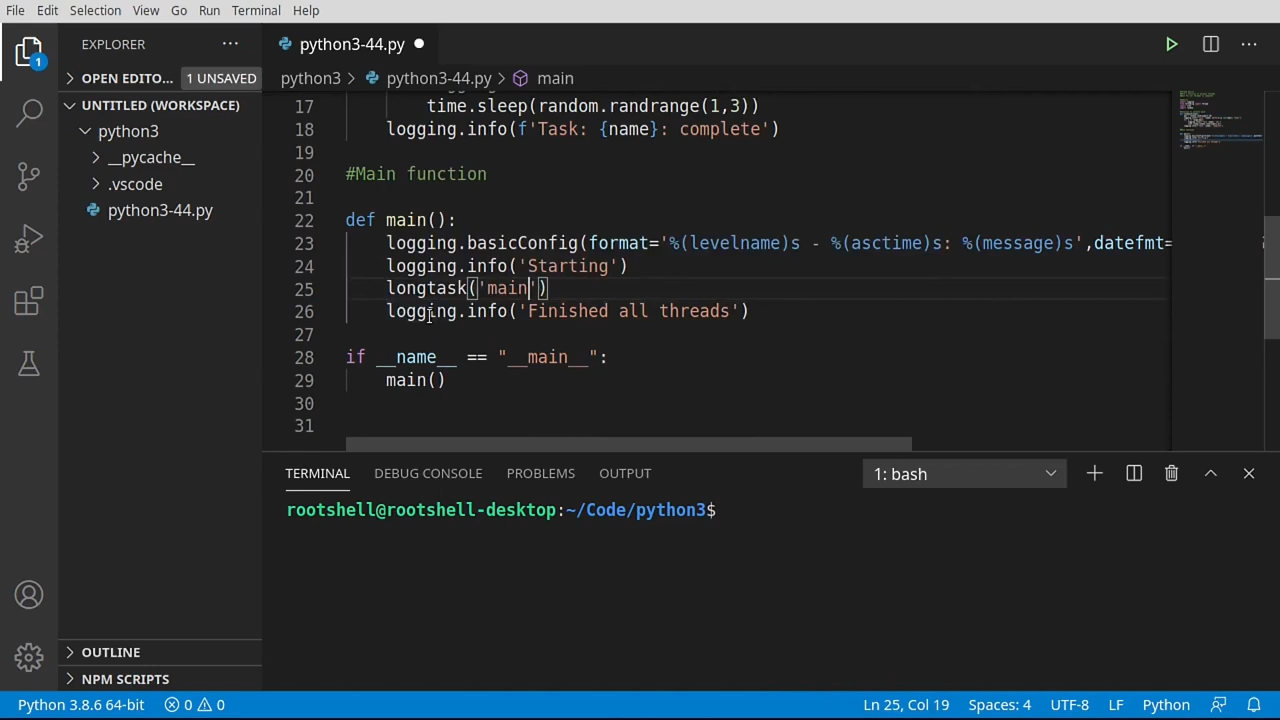 File Edit Selection View Go Run Terminal Help
EXPLORER
python3-44.py
OPEN EDITO... 1 UNSAVED
python3 > python3-44.py > main
UNTITLED (WORKSPACE)
python3
__pycache__
.vscode
python3-44.py
17 time.sleep(random.randrange(1,3))
18 logging.info(f'Task: {name}: complete')
19
20 #Main function
21
22 def main():
23 logging.basicConfig(format='%(levelname)s - %(asctime)s: %(message)s',datefmt=
24 logging.info('Starting')
25 longtask('main')
26 logging.info('Finished all threads')
27
28 if __name__ == "__main__":
29 main()
30
31
TERMINAL DEBUG CONSOLE PROBLEMS OUTPUT 1: bash
rootshell@rootshell-desktop:~/Code/python3$
OUTLINE
NPM SCRIPTS
1
Python 3.8.6 64-bit 0 0 Ln 25, Col 19 Spaces: 4 UTF-8 LF Python